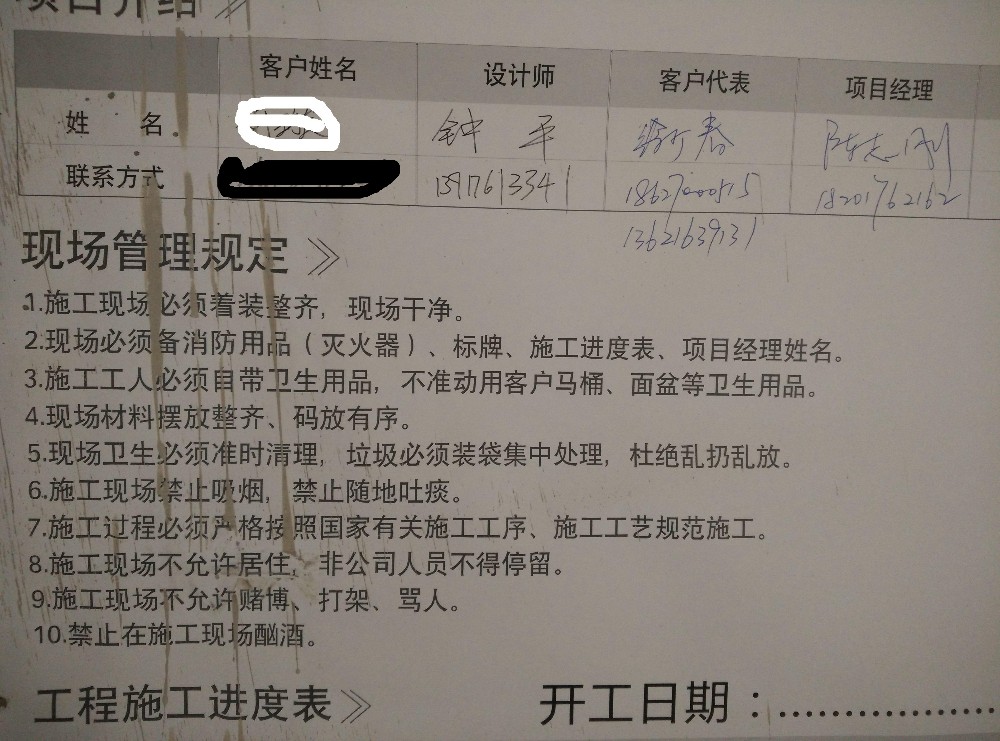 项目介绍
客户姓名 设计师 客户代表 项目经理
姓 名 钟平 春 陈志刚
联系方式 18627000515 18201762162
13621639131
现场管理规定
1.施工现场必须着装整齐，现场干净。
2.现场必须备消防用品（灭火器）、标牌、施工进度表、项目经理姓名。
3.施工工人必须自带卫生用品，不准动用客户马桶、面盆等卫生用品。
4.现场材料摆放整齐、码放有序。
5.现场卫生必须准时清理，垃圾必须装袋集中处理，杜绝乱扔乱放。
6.施工现场禁止吸烟，禁止随地吐痰。
7.施工过程必须严格按照国家有关施工工序、施工工艺规范施工。
8.施工现场不允许居住，非公司人员不得停留。
9.施工现场不允许赌博、打架、骂人。
10.禁止在施工现场酗酒。
工程施工进度表 开工日期：